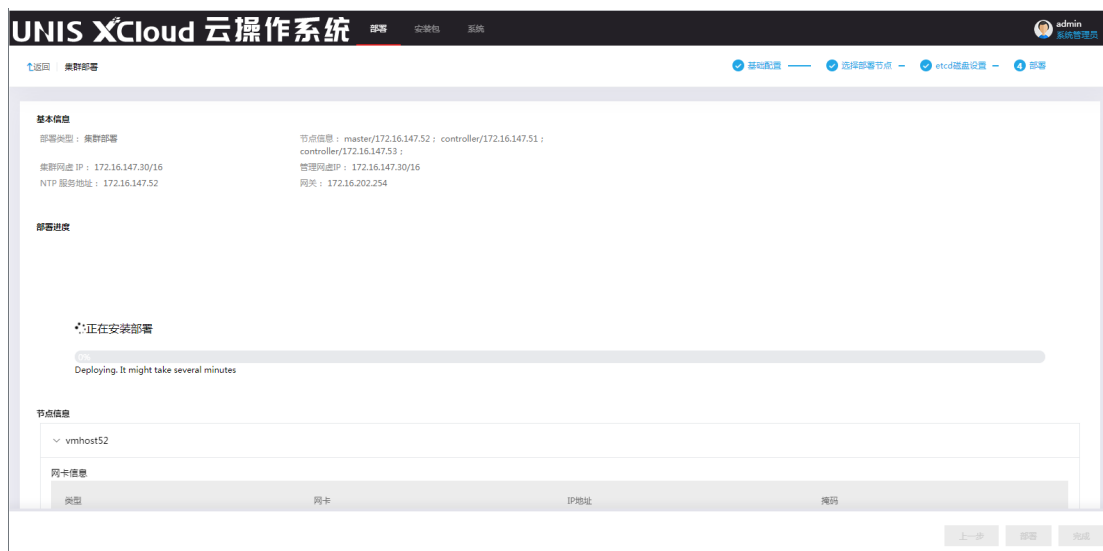 UNIS XCloud 云操作系统 部署 安装包 系统 admin
系统管理员
返回 集群部署 基础配置 选择部署节点 etcd磁盘设置 4 部署
基本信息
部署类型： 集群部署 节点信息： master/172.16.147.52； controller/172.16.147.51；
controller/172.16.147.53；
集群网虚 IP： 172.16.147.30/16 管理网虚IP： 172.16.147.30/16
NTP 服务地址： 172.16.147.52 网关： 172.16.202.254
部署进度
正在安装部署
0%
Deploying. It might take several minutes
节点信息
vmhost52
网卡信息
类型 网卡 IP地址 掩码
上一步 部署 完成